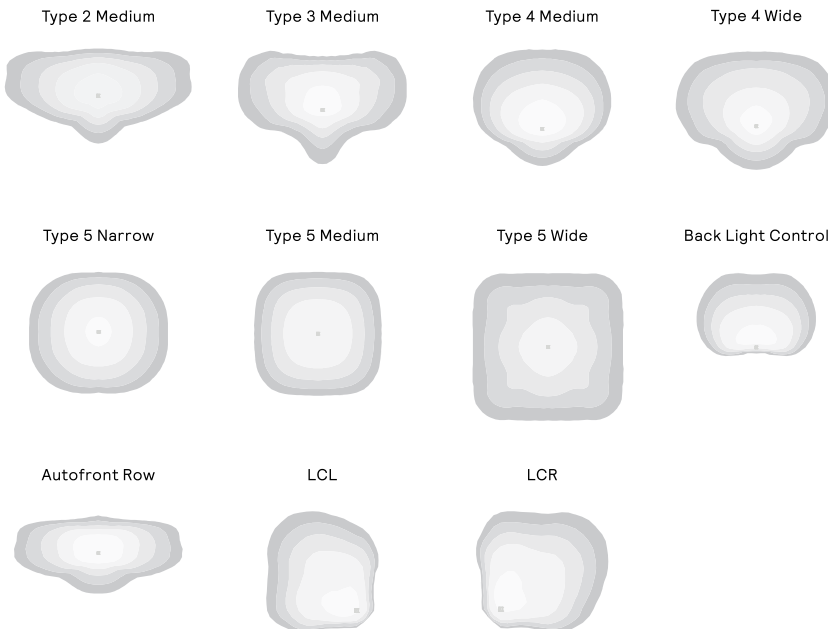 Type 2 Medium
Type 3 Medium
Type 4 Medium
Type 4 Wide
Type 5 Narrow
Type 5 Medium
Type 5 Wide
Back Light Control
Autofront Row
LCL
LCR